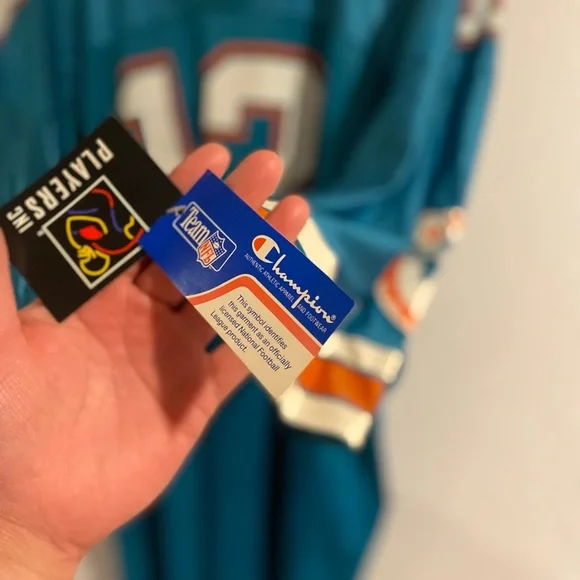 PLAYERS
INC
Team
NFL
Champion
AUTHENTIC ATHLETIC APPAREL AND FOOTWEAR
This symbol identifies
this garment as an officially
licensed National Football
League product.
13